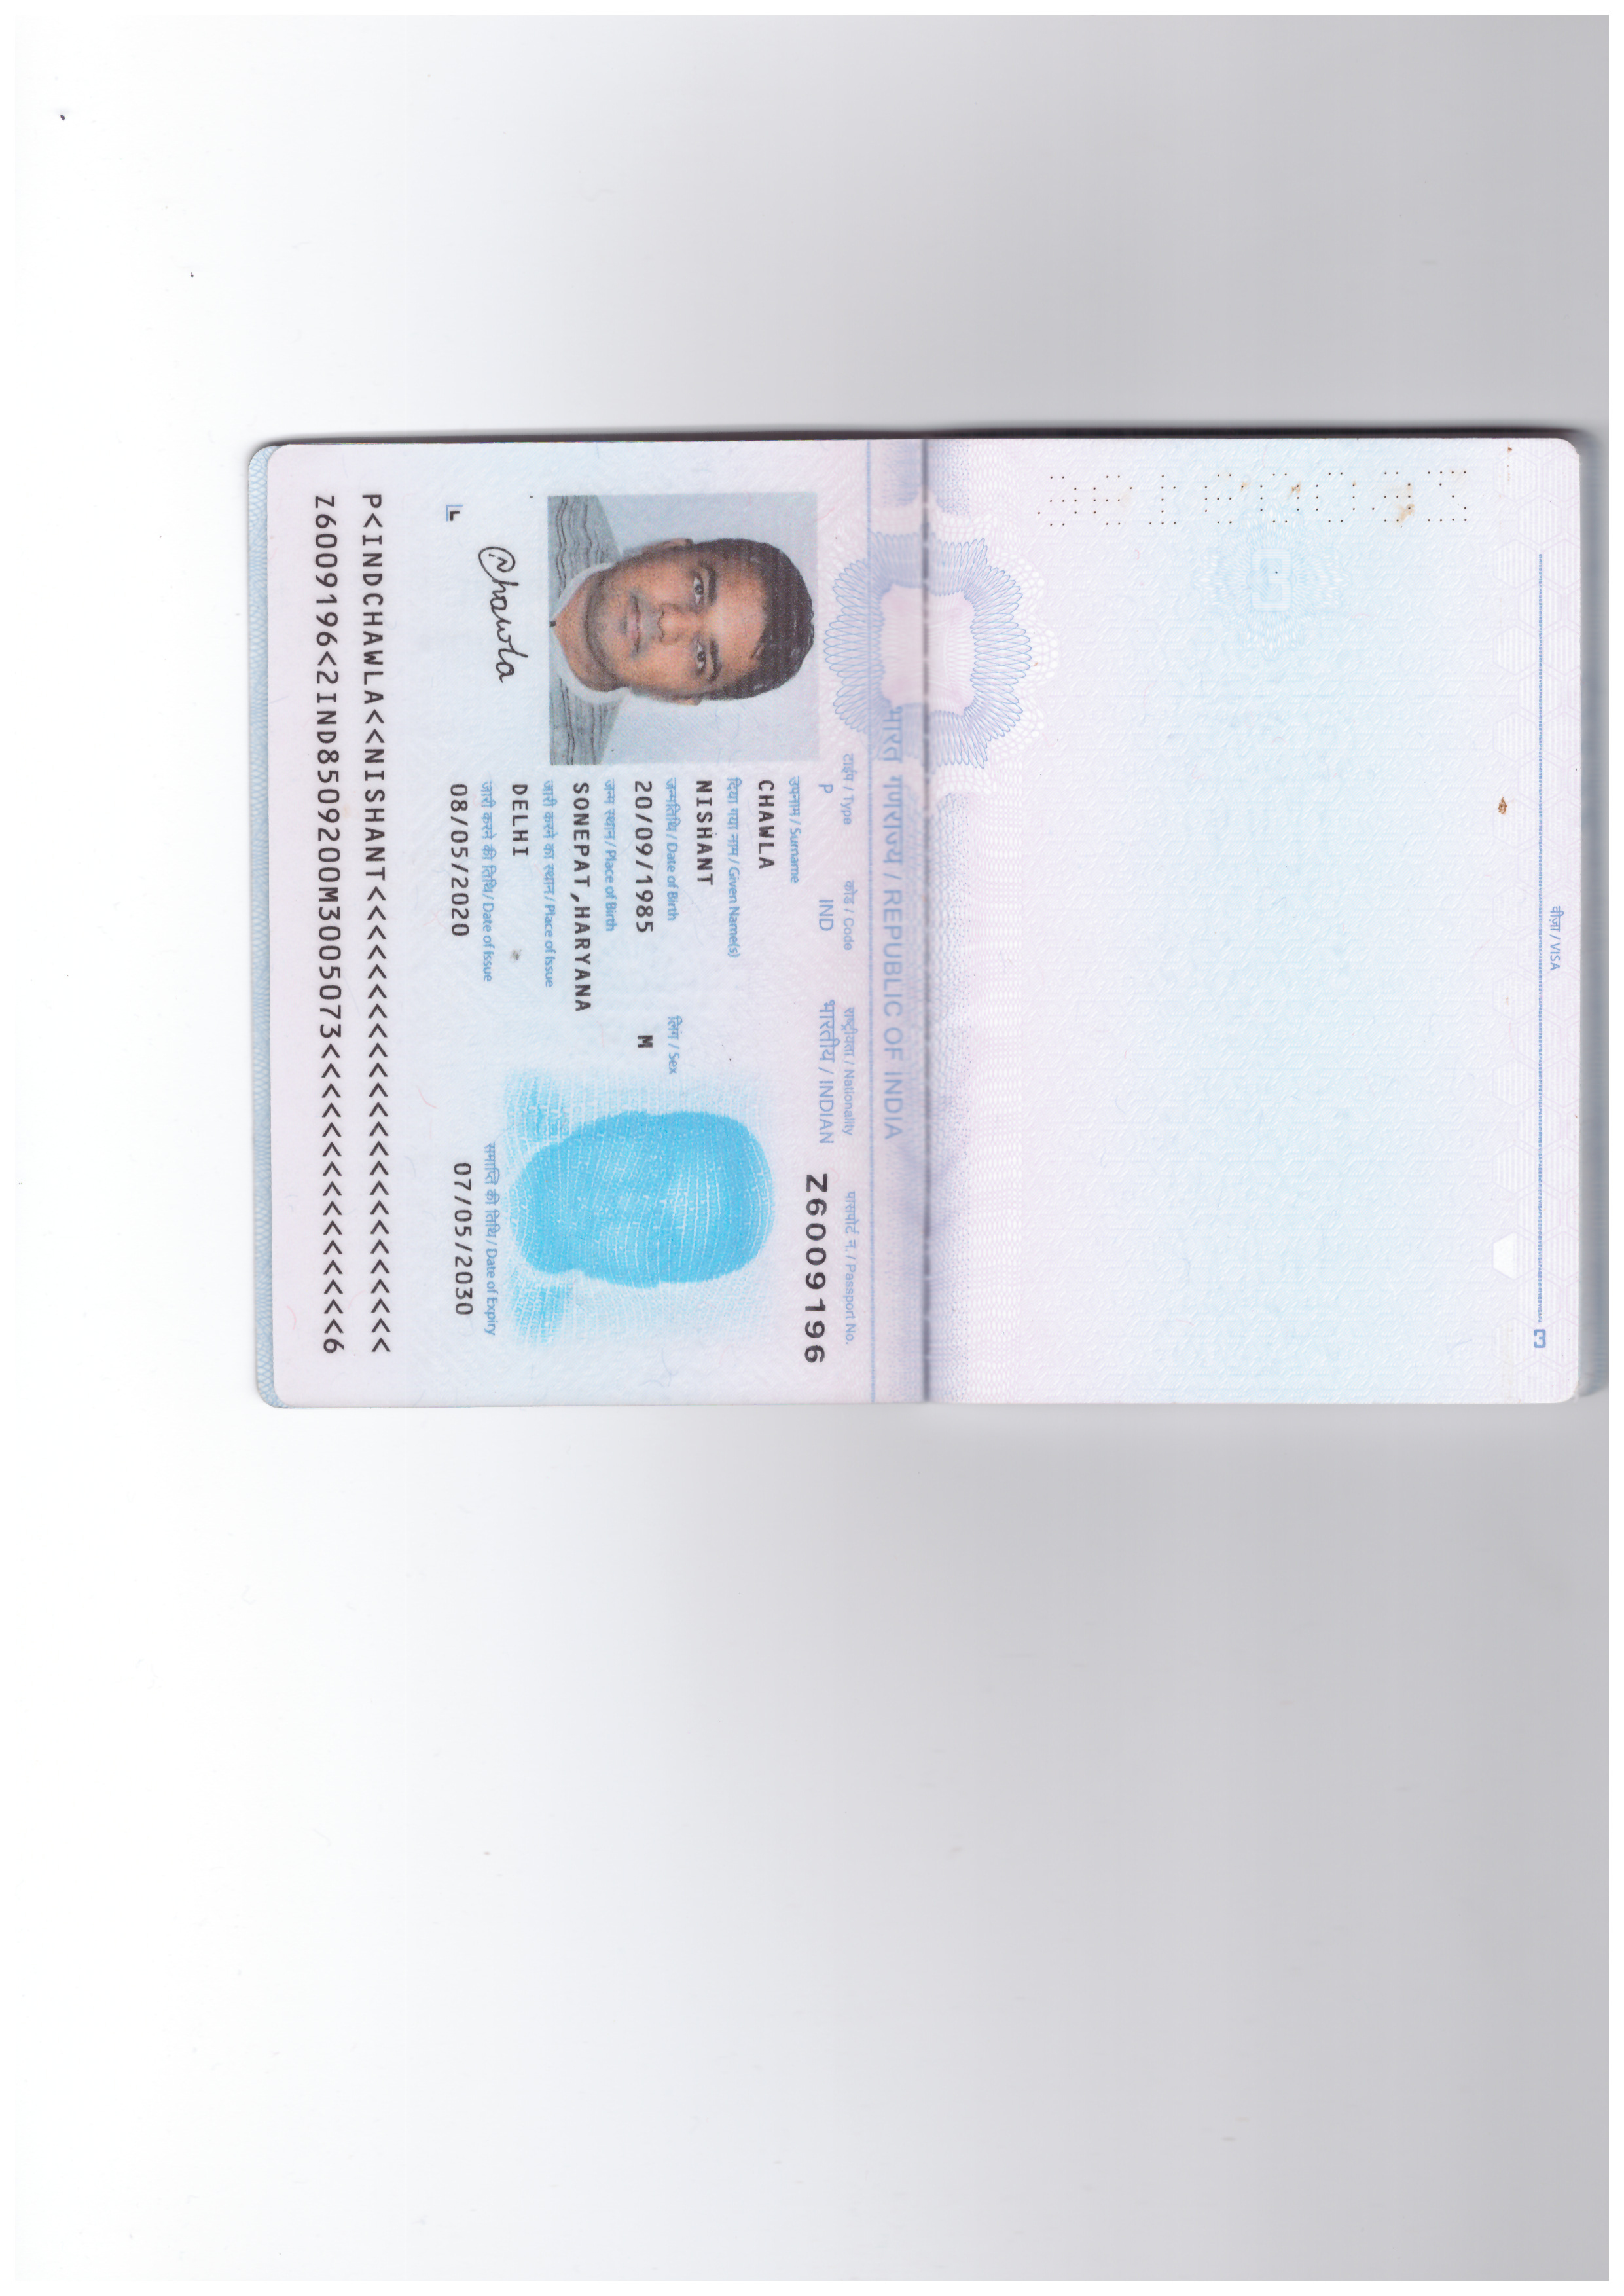 वीज़ा / VISA
3
भारत गणराज्य / REPUBLIC OF INDIA
टाईप / Type कोड / Code राष्ट्रीयता / Nationality पासपोर्ट न. / Passport No.
P IND भारतीय / INDIAN Z6009196
उपनाम / Surname
CHAWLA
दिया गया नाम / Given Name(s)
NISHANT
जन्मतिथि / Date of Birth लिंग / Sex
20/09/1985 M
जन्म स्थान / Place of Birth
SONEPAT,HARYANA
जारी करने का स्थान / Place of Issue
DELHI
जारी करने की तिथि / Date of Issue समाप्ति की तिथि / Date of Expiry
08/05/2020 07/05/2030
Chawla
P<INDCHAWLA<<NISHANT<<<<<<<<<<<<<<<<<<<<<<<<
Z6009196<2IND8509200M3005073<<<<<<<<<<<<<<<6